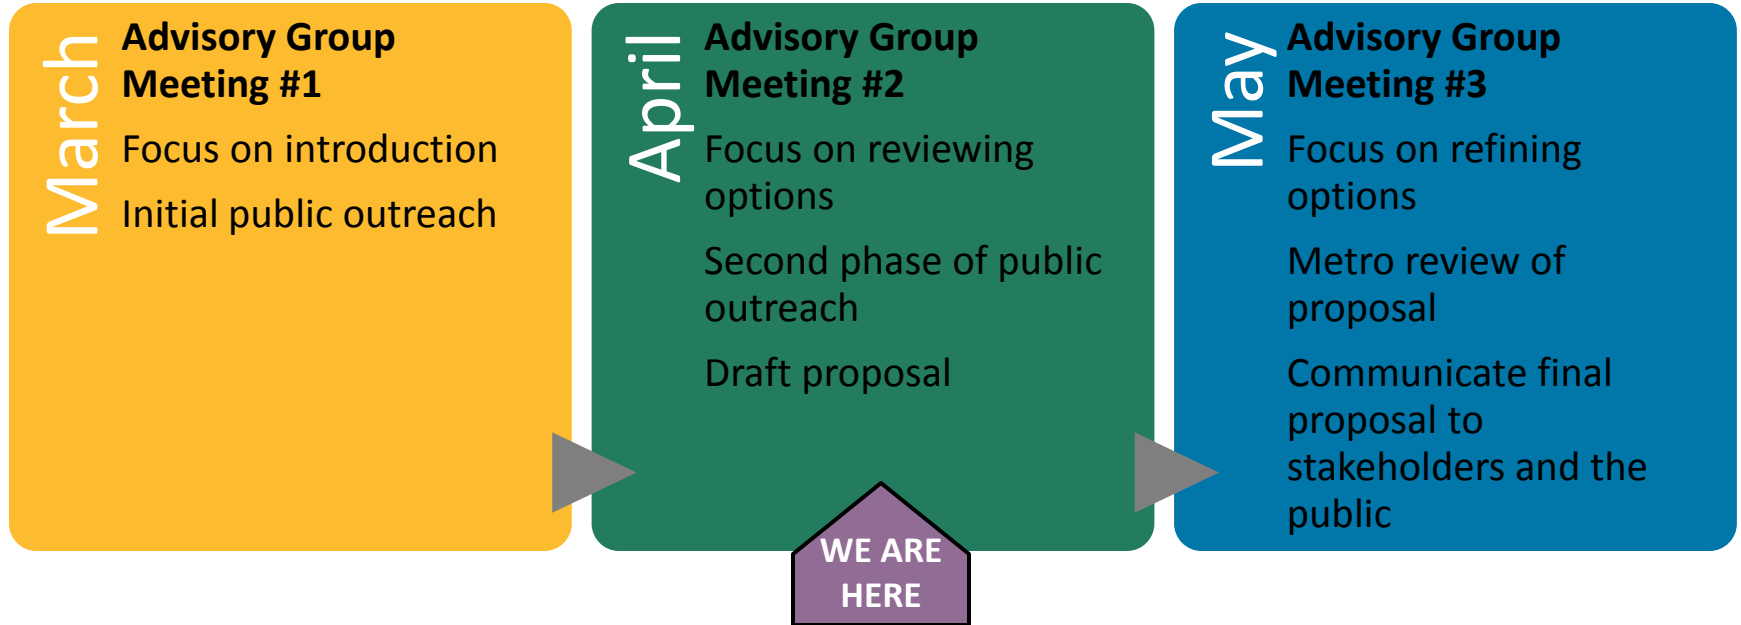 March
Advisory Group
Meeting #1
Focus on introduction
Initial public outreach
April
Advisory Group
Meeting #2
Focus on reviewing
options
Second phase of public
outreach
Draft proposal
WE ARE
HERE
May
Advisory Group
Meeting #3
Focus on refining
options
Metro review of
proposal
Communicate final
proposal to
stakeholders and the
public